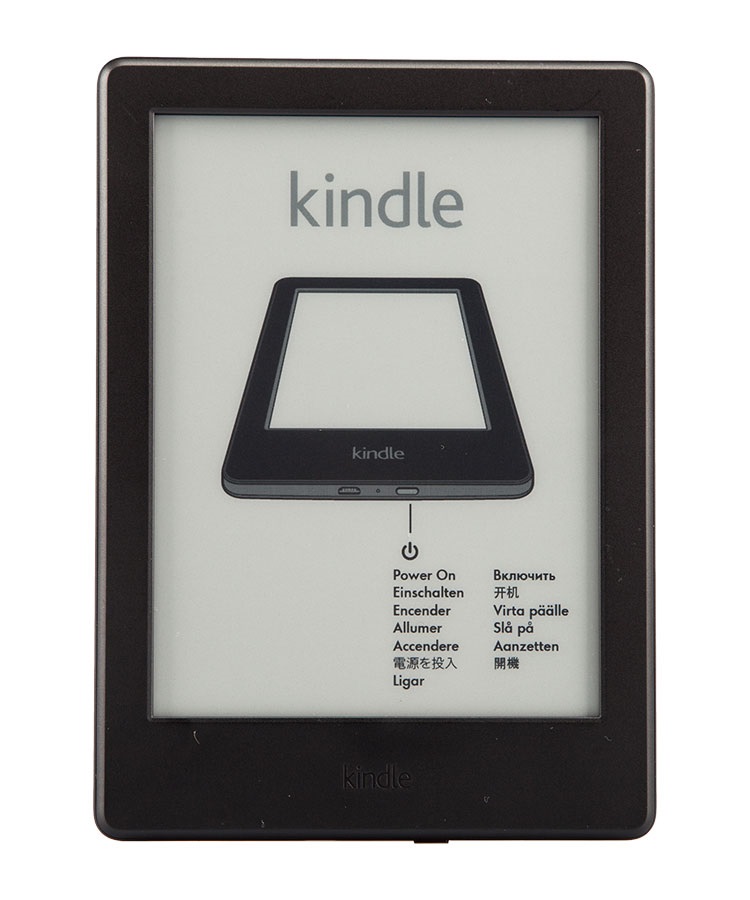 kindle
kindle
Power On
Einschalten
Encender
Allumer
Accendere
電源を投入
Ligar
Включить
开机
Virta päälle
Slå på
Aanzetten
開機
kindle